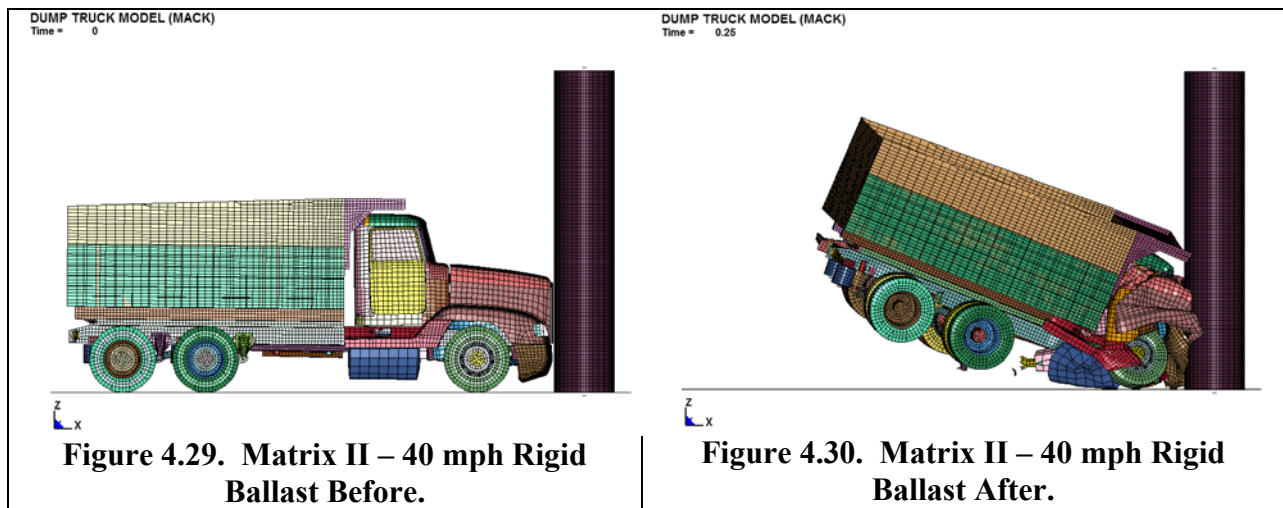 DUMP TRUCK MODEL (MACK)
Time = 0
Z
X
Figure 4.29. Matrix II – 40 mph Rigid
Ballast Before.
DUMP TRUCK MODEL (MACK)
Time = 0.25
Z
X
Figure 4.30. Matrix II – 40 mph Rigid
Ballast After.